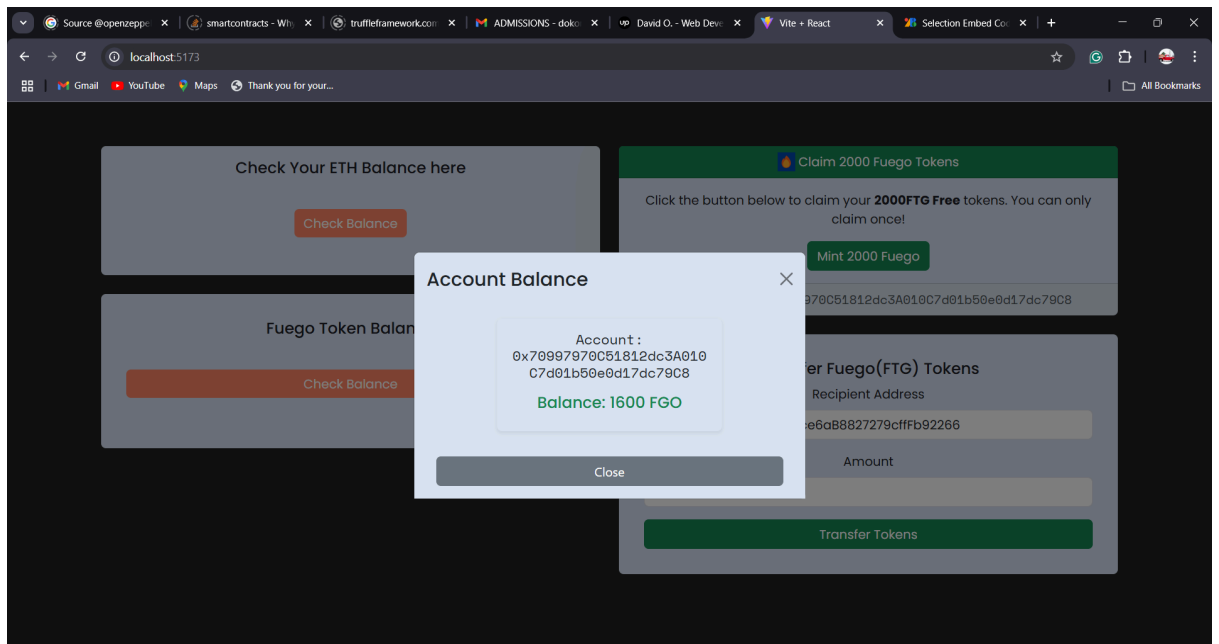 Source @openzeppe
smartcontracts - Wh
truffleframework.com
ADMISSIONS - doko
David O. - Web Deve
Vite + React
Selection Embed Co
localhost:5173
Gmail
YouTube
Maps
Thank you for your...
All Bookmarks
Check Your ETH Balance here
Check Balance
Fuego Token Balan
Check Balance
Claim 2000 Fuego Tokens
Click the button below to claim your 2000FTG Free tokens. You can only
claim once!
Mint 2000 Fuego
970C51812dc3A010C7d01b50e0d17dc79C8
er Fuego(FTG) Tokens
Recipient Address
e6aB8827279cffFb92266
Amount
Transfer Tokens
Account Balance
Account:
0x70997970C51812dc3A010
C7d01b50e0d17dc79C8
Balance: 1600 FGO
Close